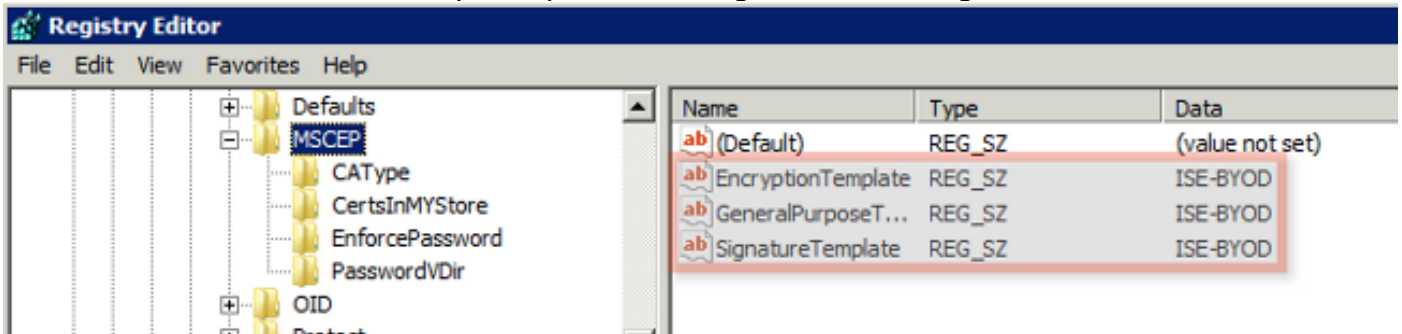 Registry Editor
File Edit View Favorites Help
Defaults
MSCEP
CAType
CertsInMYStore
EnforcePassword
PasswordVDir
OID
Name Type Data
(Default) REG_SZ (value not set)
EncryptionTemplate REG_SZ ISE-BYOD
GeneralPurposeT... REG_SZ ISE-BYOD
SignatureTemplate REG_SZ ISE-BYOD